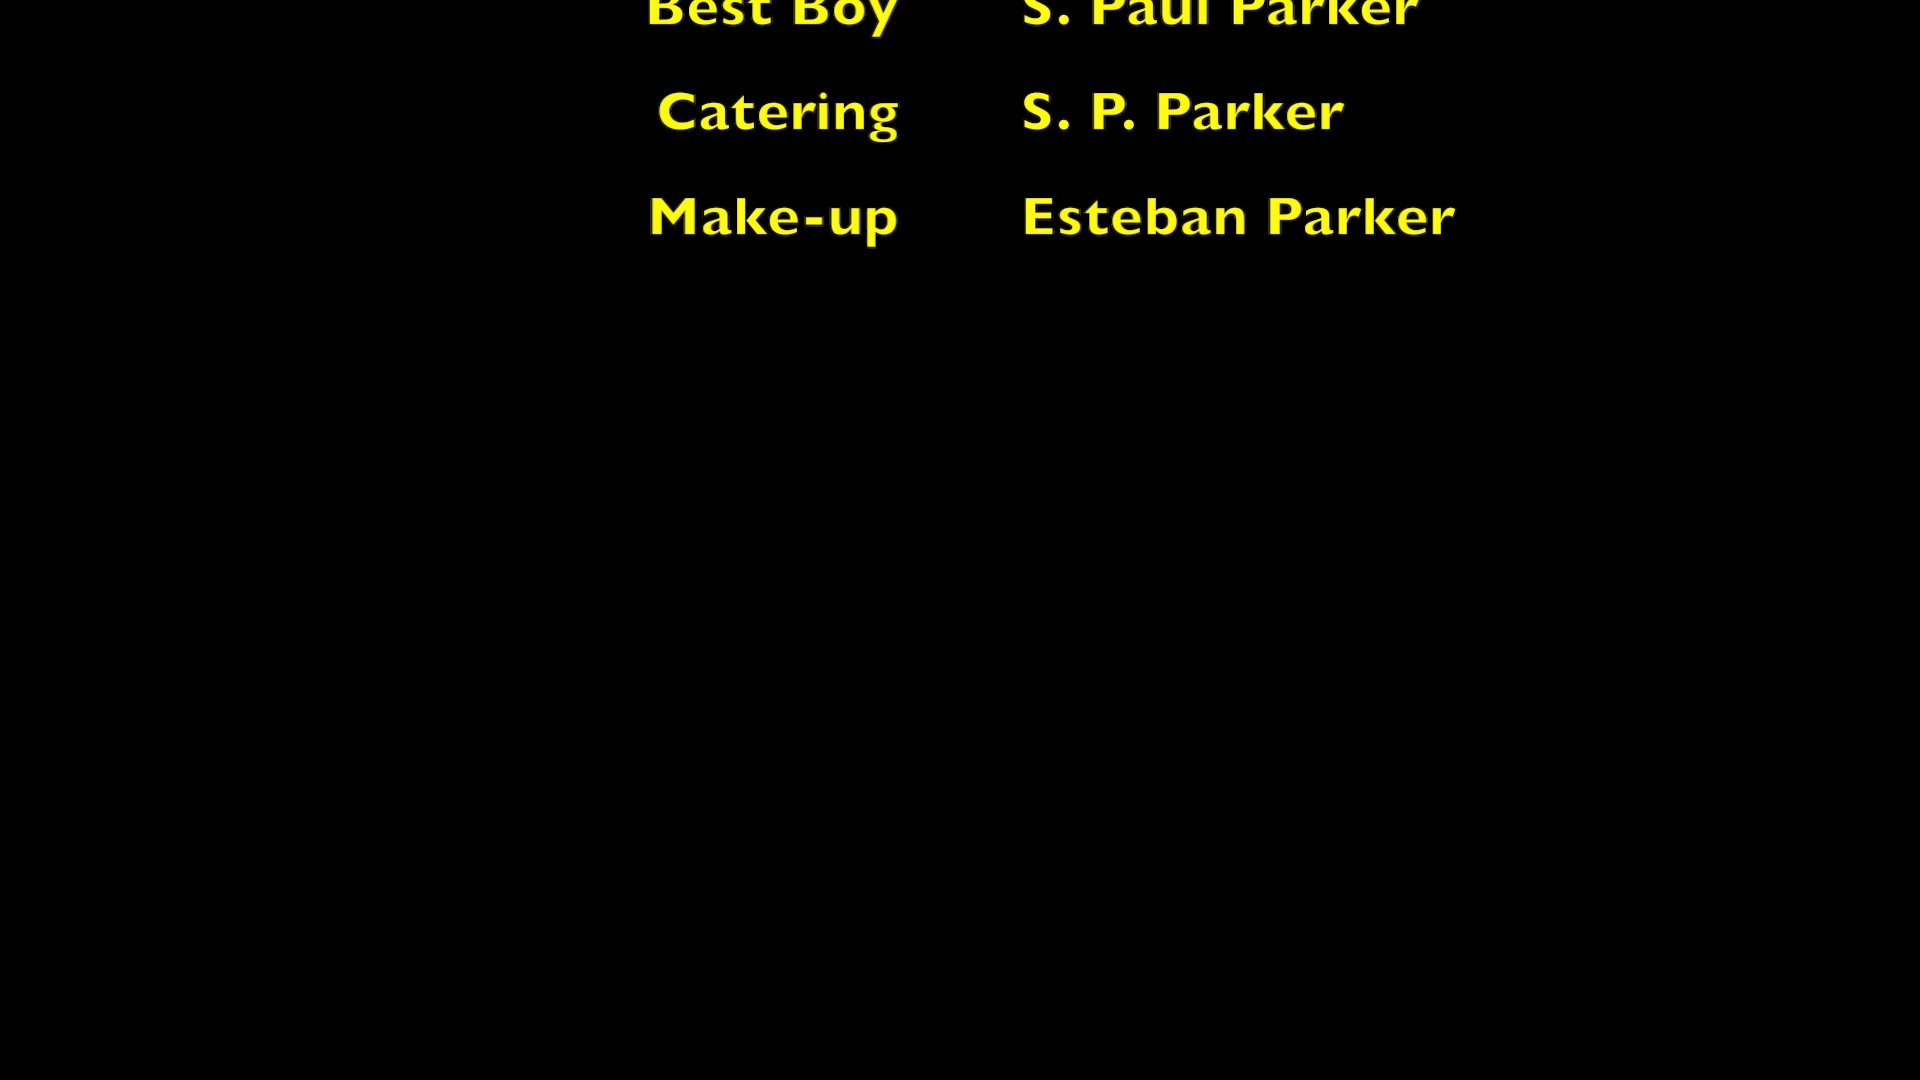 Best Boy S. Paul Parker
Catering S. P. Parker
Make-up Esteban Parker